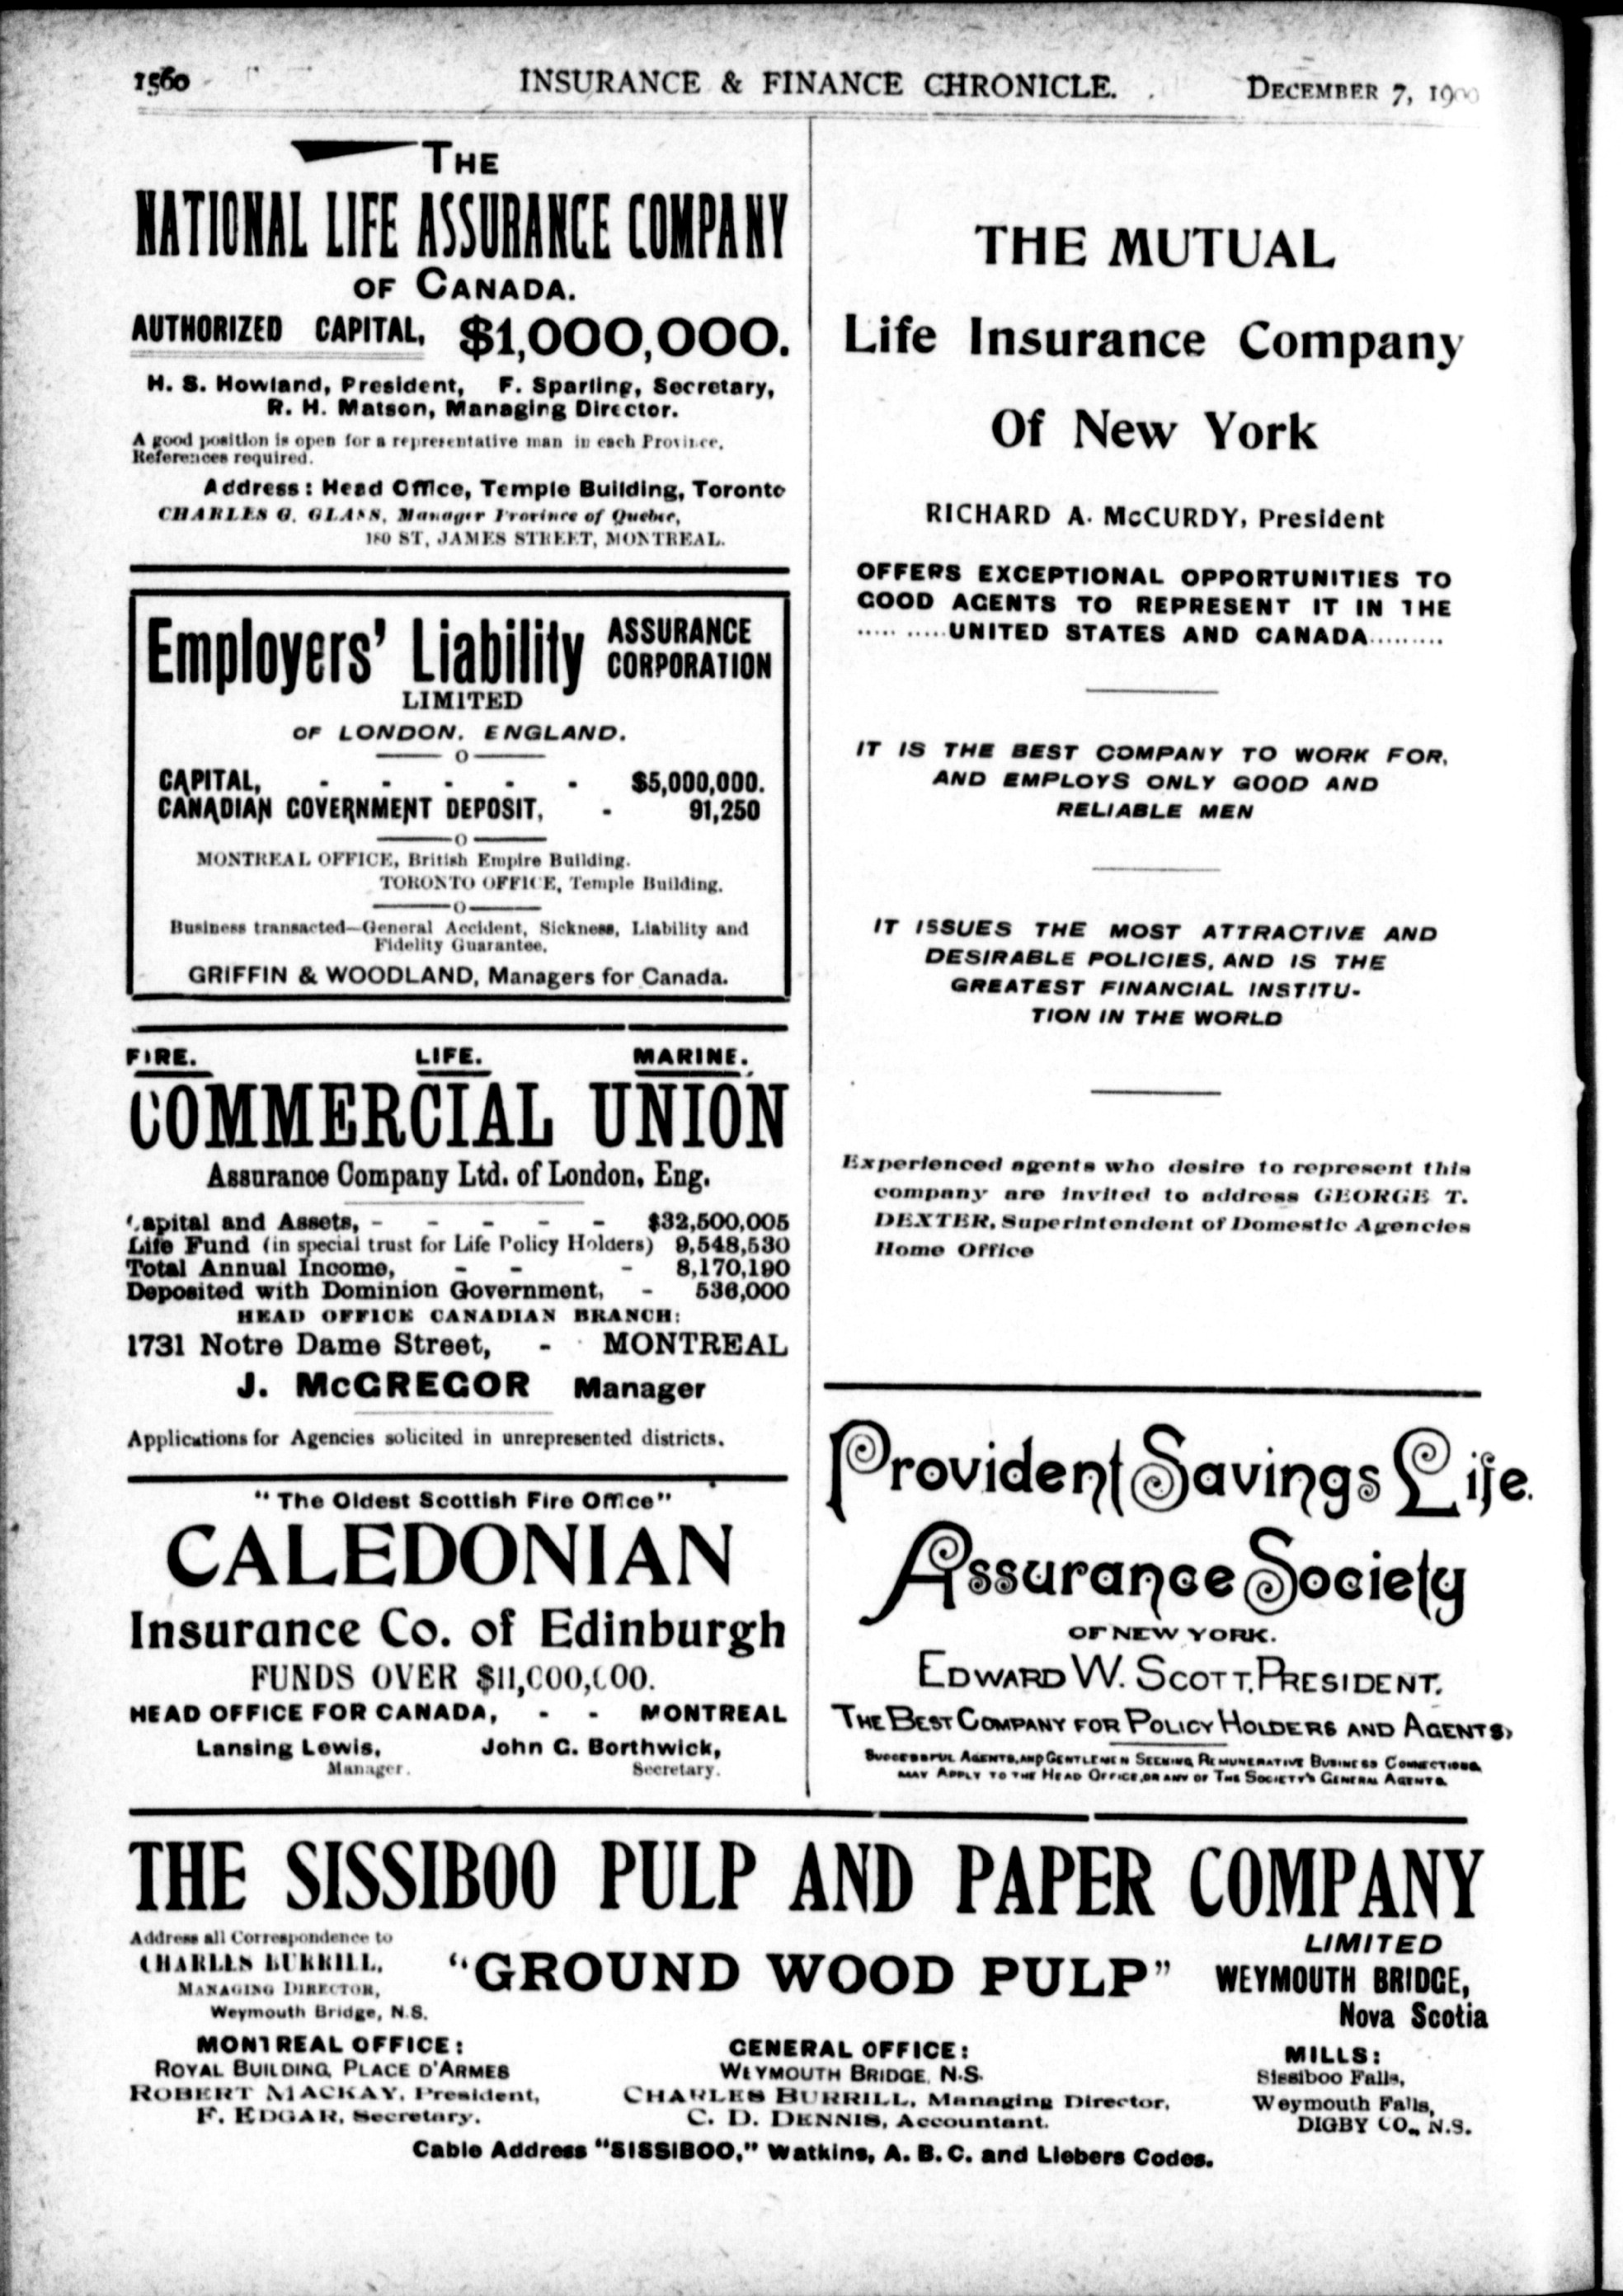 1560 INSURANCE & FINANCE CHRONICLE. DECEMBER 7, 1900
THE
NATIONAL LIFE ASSURANCE COMPANY
OF CANADA.
AUTHORIZED CAPITAL, $1,000,000.
H. S. Howland, President, F. Sparling, Secretary,
R. H. Matson, Managing Director.
A good position is open for a representative man in each Province.
References required.
Address: Head Office, Temple Building, Toronto
CHARLES G. GLASS, Manager Province of Quebec,
180 ST, JAMES STREET, MONTREAL.
Employers' Liability ASSURANCE
CORPORATION
LIMITED
OF LONDON. ENGLAND.
CAPITAL, - - - - - $5,000,000.
CANADIAN GOVERNMENT DEPOSIT, - 91,250
MONTREAL OFFICE, British Empire Building.
TORONTO OFFICE, Temple Building.
Business transacted—General Accident, Sickness, Liability and
Fidelity Guarantee.
GRIFFIN & WOODLAND, Managers for Canada.
FIRE. LIFE. MARINE.
COMMERCIAL UNION
Assurance Company Ltd. of London, Eng.
Capital and Assets, - - - - - $32,500,005
Life Fund (in special trust for Life Policy Holders) 9,548,530
Total Annual Income, - - - 8,170,190
Deposited with Dominion Government, - 536,000
HEAD OFFICE CANADIAN BRANCH:
1731 Notre Dame Street, - MONTREAL
J. McGREGOR Manager
Applications for Agencies solicited in unrepresented districts.
"The Oldest Scottish Fire Office"
CALEDONIAN
Insurance Co. of Edinburgh
FUNDS OVER $11,000,000.
HEAD OFFICE FOR CANADA, - - MONTREAL
Lansing Lewis, John G. Borthwick,
Manager. Secretary.
THE MUTUAL
Life Insurance Company
Of New York
RICHARD A. McCURDY, President
OFFERS EXCEPTIONAL OPPORTUNITIES TO
GOOD AGENTS TO REPRESENT IT IN THE
..... .....UNITED STATES AND CANADA.........
IT IS THE BEST COMPANY TO WORK FOR,
AND EMPLOYS ONLY GOOD AND
RELIABLE MEN
IT ISSUES THE MOST ATTRACTIVE AND
DESIRABLE POLICIES, AND IS THE
GREATEST FINANCIAL INSTITU-
TION IN THE WORLD
Experienced agents who desire to represent this
company are invited to address GEORGE T.
DEXTER, Superintendent of Domestic Agencies
Home Office
Provident Savings Life
Assurance Society
OF NEW YORK.
EDWARD W. SCOTT, PRESIDENT.
THE BEST COMPANY FOR POLICY HOLDERS AND AGENTS,
SUCCESSFUL AGENTS, AND GENTLEMEN SEEKING REMUNERATIVE BUSINESS CONNECTIONS,
MAY APPLY TO THE HEAD OFFICE, OR ANY OF THE SOCIETY'S GENERAL AGENTS.
THE SISSIBOO PULP AND PAPER COMPANY
LIMITED
Address all Correspondence to
CHARLES BURRILL,
MANAGING DIRECTOR,
Weymouth Bridge, N.S.
"GROUND WOOD PULP"
WEYMOUTH BRIDGE,
Nova Scotia
MONTREAL OFFICE:
ROYAL BUILDING, PLACE D'ARMES
ROBERT MACKAY, President,
F. EDGAR, Secretary.
GENERAL OFFICE:
WEYMOUTH BRIDGE, N.S.
CHARLES BURRILL, Managing Director,
C. D. DENNIS, Accountant.
MILLS:
Sissiboo Falls,
Weymouth Falls,
DIGBY CO., N.S.
Cable Address "SISSIBOO," Watkins, A. B. C. and Liebers Codes.